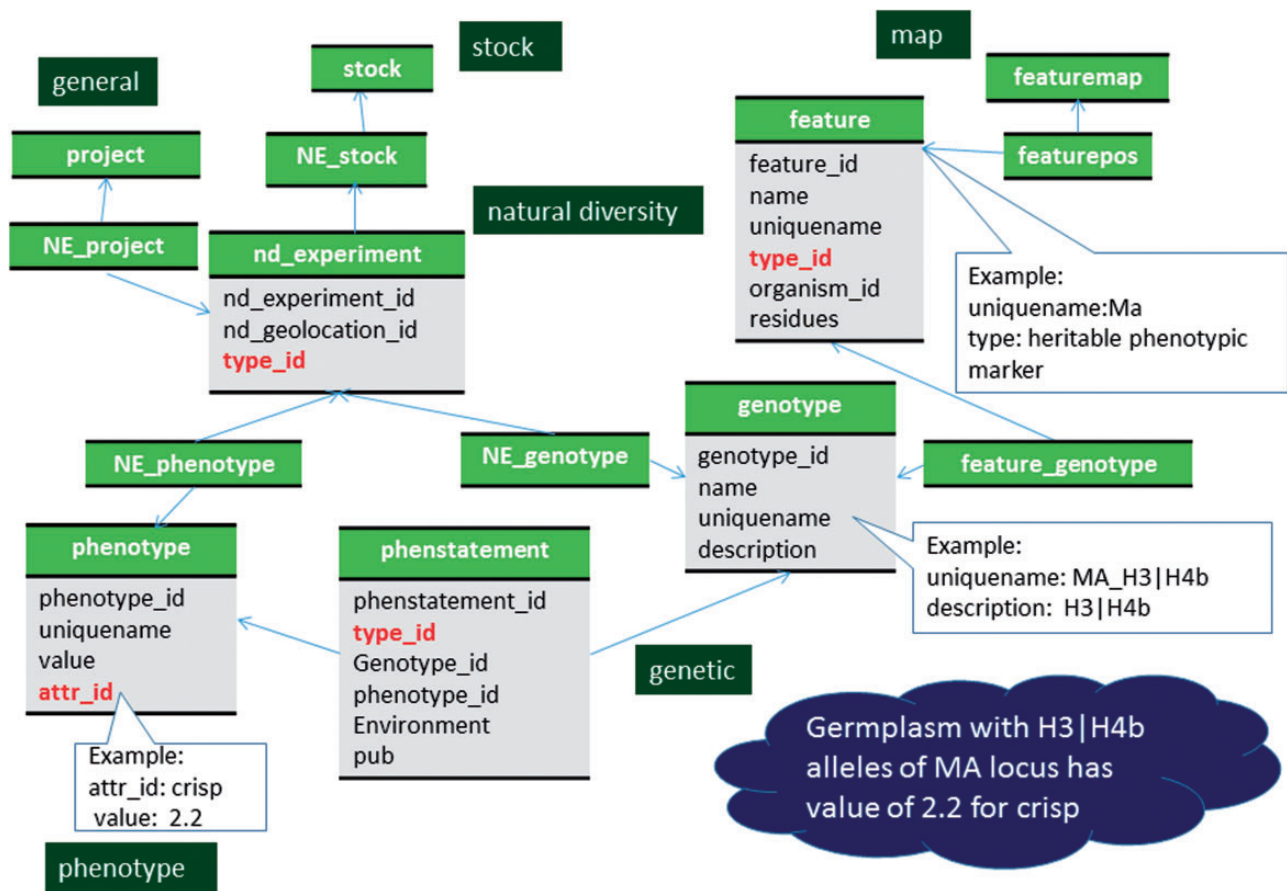 general
stock
map
stock
featuremap
project
NE_stock
feature
feature_id
name
uniquename
type_id
organism_id
residues
featurepos
NE_project
natural diversity
nd_experiment
nd_experiment_id
nd_geolocation_id
type_id
Example:
uniquename:Ma
type: heritable phenotypic
marker
NE_phenotype
NE_genotype
genotype
genotype_id
name
uniquename
description
feature_genotype
Example:
uniquename: MA_H3|H4b
description: H3|H4b
phenotype
phenotype_id
uniquename
value
attr_id
phenstatement
phenstatement_id
type_id
Genotype_id
phenotype_id
Environment
pub
genetic
Example:
attr_id: crisp
value: 2.2
phenotype
Germplasm with H3|H4b
alleles of MA locus has
value of 2.2 for crisp